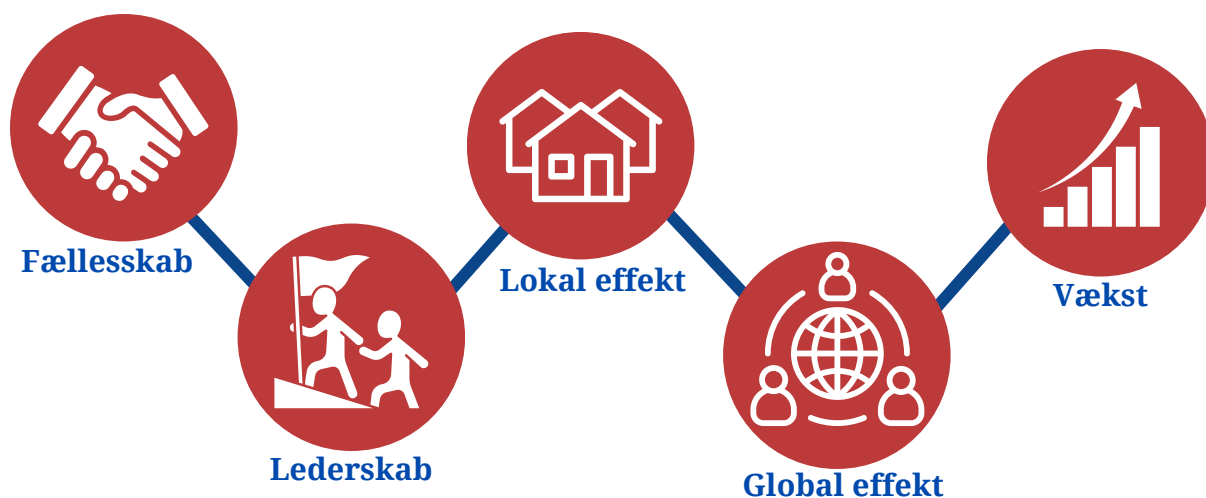 Fællesskab
Lederskab
Lokal effekt
Global effekt
Vækst